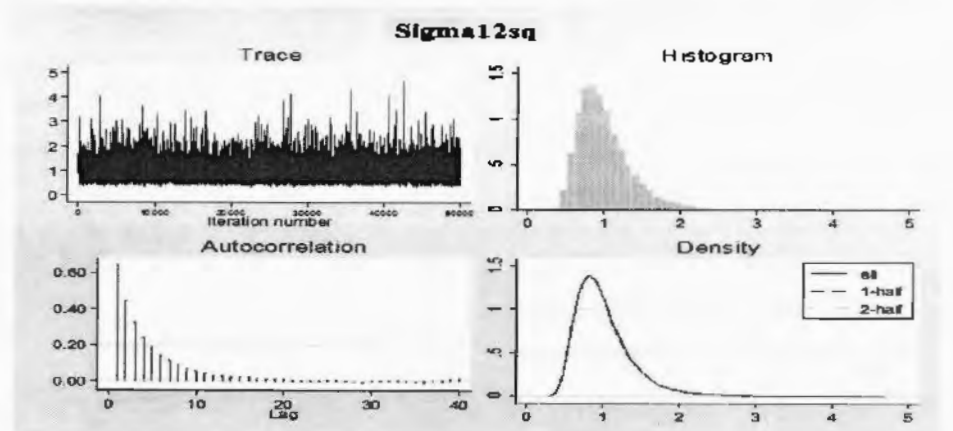 Sigma12sq
Trace
Histogram
5
4
3
2
1
0
0 10000 20000 30000 40000 50000
Iteration number
1.5
1
.5
0
0 1 2 3 4 5
Autocorrelation
Density
0.60
0.40
0.20
0.00
0 10 20 30 40
Lag
1.5
1
.5
0
0 1 2 3 4 5
all
1-half
2-half